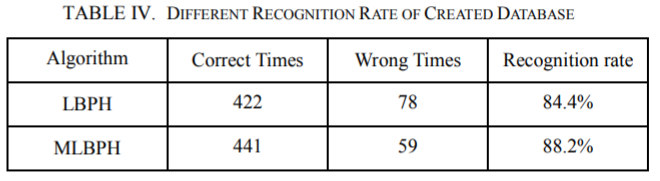 TABLE IV. DIFFERENT RECOGNITION RATE OF CREATED DATABASE
Algorithm Correct Times Wrong Times Recognition rate
LBPH 422 78 84.4%
MLBPH 441 59 88.2%